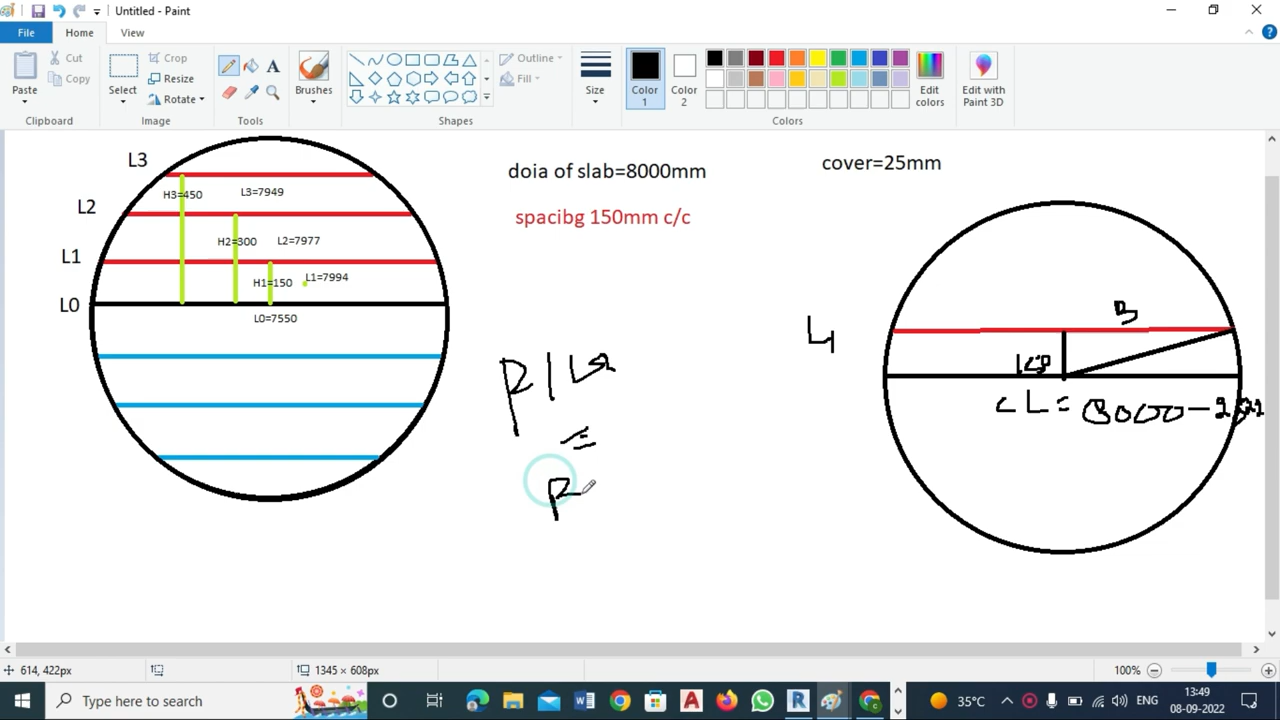 Untitled - Paint
File
Home
View
Paste
Cut
Copy
Clipboard
Select
Crop
Resize
Rotate
Image
A
Tools
Brushes
Shapes
Outline
Fill
Size
Color 1
Color 2
Edit colors
Edit with Paint 3D
Colors
L3
L2
L1
L0
H3=450
L3=7949
H2=300
L2=7977
H1=150
L1=7994
L0=7550
doia of slab=8000mm
spacibg 150mm c/c
cover=25mm
614, 422px
1345 × 608px
100%
Type here to search
35°C
ENG
13:49
08-09-2022